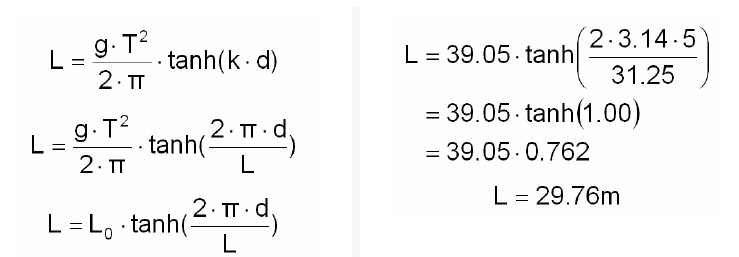 L = g·T²/2·π · tanh(k·d)
L = g·T²/2·π · tanh(2·π·d/L)
L = L₀ · tanh(2·π·d/L)
L = 39.05 · tanh(2·3.14·5/31.25)
= 39.05 · tanh(1.00)
= 39.05 · 0.762
L = 29.76m